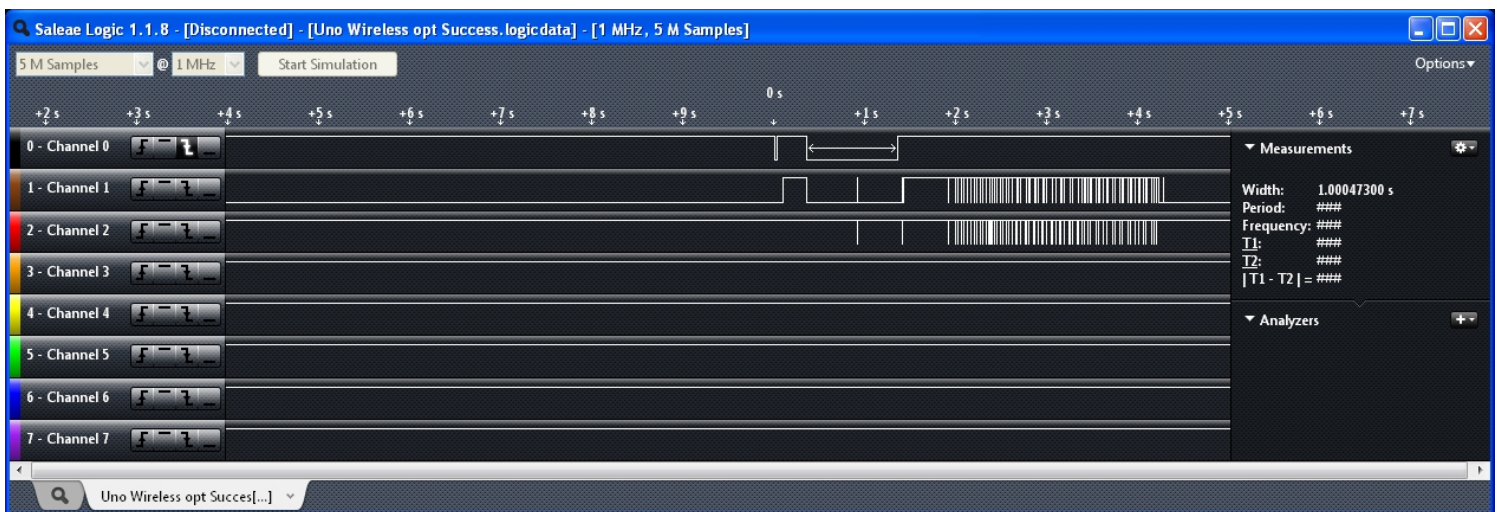 Saleae Logic 1.1.8 - [Disconnected] - [Uno Wireless opt Success.logicdata] - [1 MHz, 5 M Samples]
5 M Samples @ 1 MHz Start Simulation Options
0 s
+2 s +3 s +4 s +5 s +6 s +7 s +8 s +9 s +1 s +2 s +3 s +4 s +5 s +6 s +7 s
0 - Channel 0
1 - Channel 1
2 - Channel 2
3 - Channel 3
4 - Channel 4
5 - Channel 5
6 - Channel 6
7 - Channel 7
Measurements
Width: 1.00047300 s
Period: ###
Frequency: ###
T1: ###
T2: ###
| T1 - T2 | = ###
Analyzers
Uno Wireless opt Succes[...]